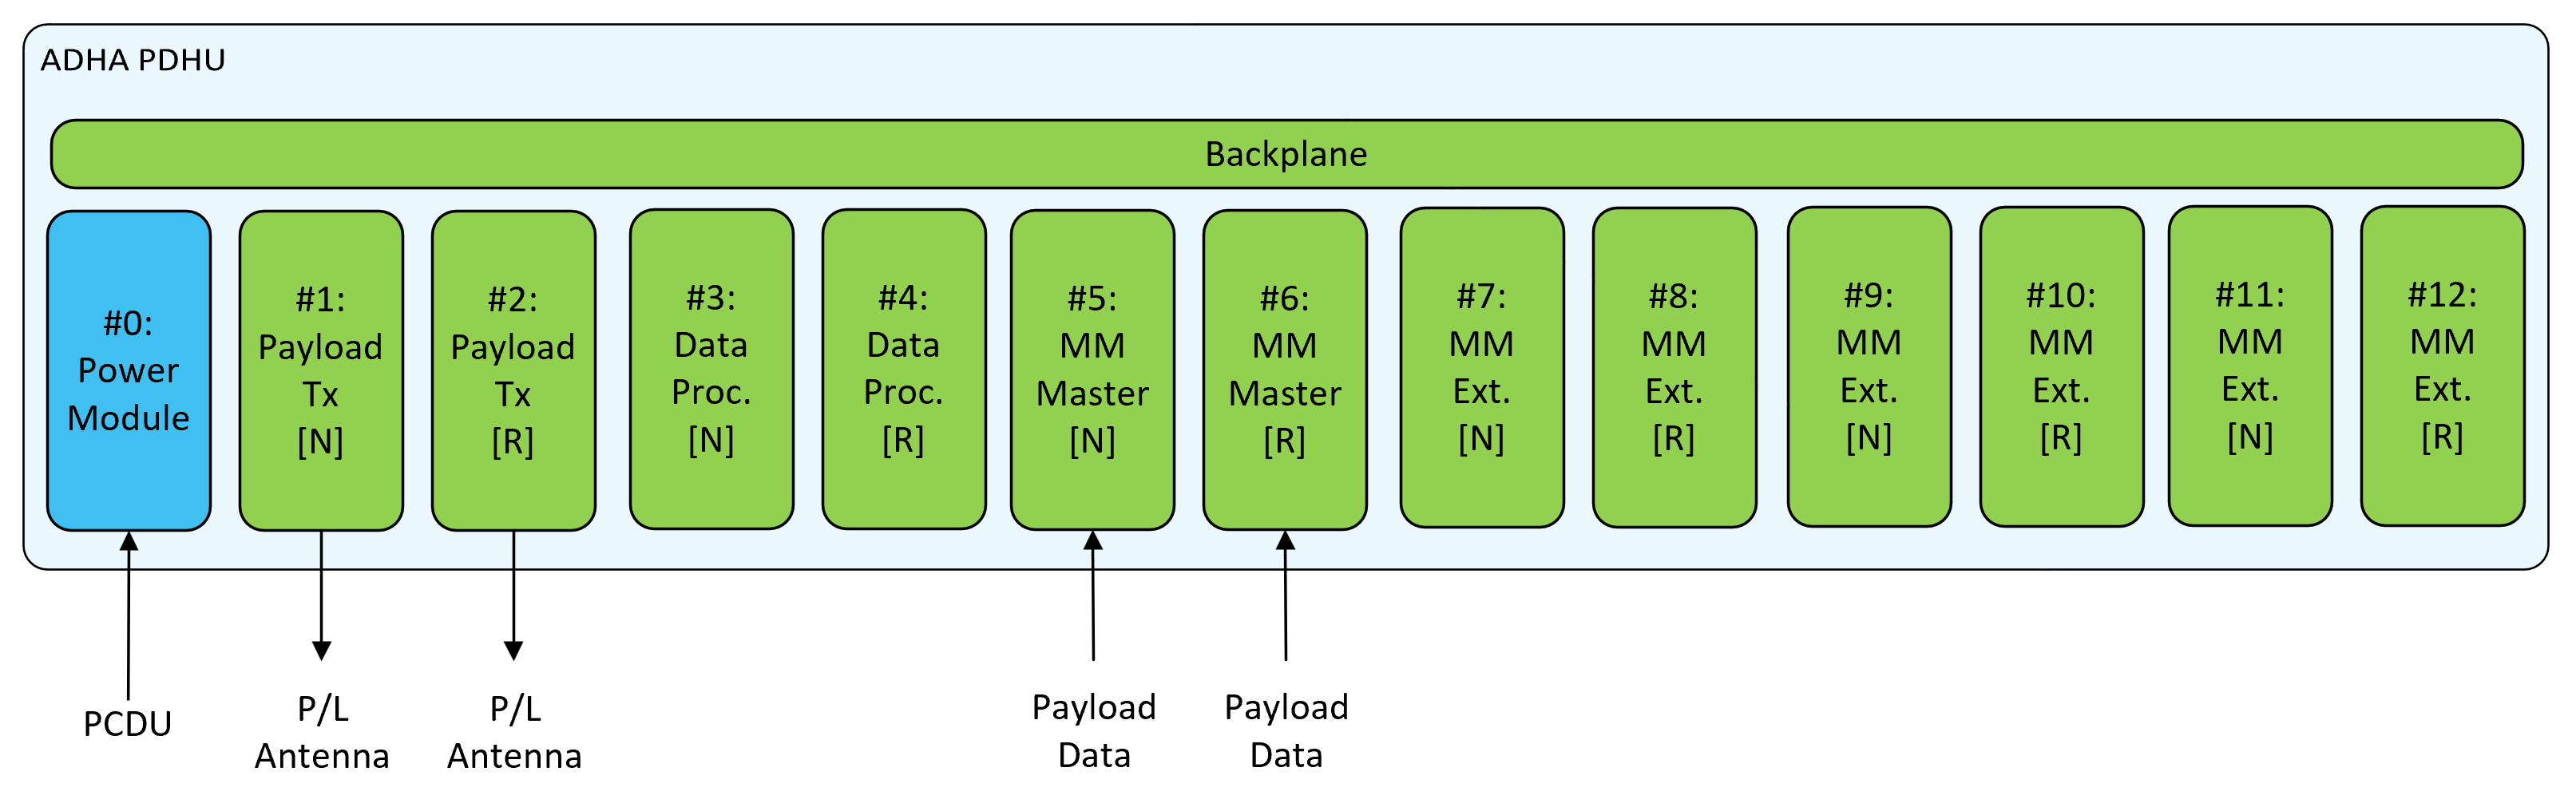 ADHA PDHU
Backplane
#0:
Power
Module
#1:
Payload
Tx
[N]
#2:
Payload
Tx
[R]
#3:
Data
Proc.
[N]
#4:
Data
Proc.
[R]
#5:
MM
Master
[N]
#6:
MM
Master
[R]
#7:
MM
Ext.
[N]
#8:
MM
Ext.
[R]
#9:
MM
Ext.
[N]
#10:
MM
Ext.
[R]
#11:
MM
Ext.
[N]
#12:
MM
Ext.
[R]
PCDU
P/L
Antenna
P/L
Antenna
Payload
Data
Payload
Data